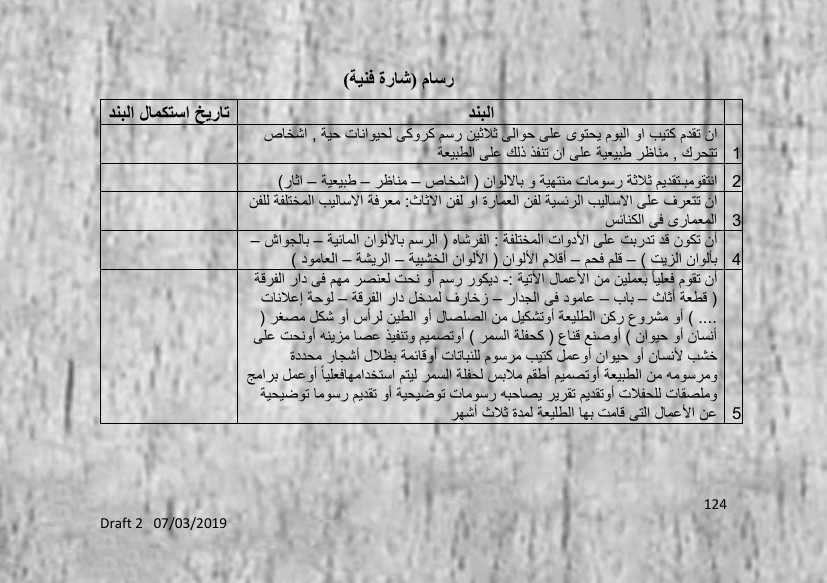 رسام (شارة فنية)
البند
تاريخ استكمال البند
1
ان تقدم كتيب او البوم يحتوى على حوالى ثلاثين رسم كروكى لحيوانات حية , اشخاص
تتحرك , مناظر طبيعية على ان تنفذ ذلك على الطبيعة
2
انتقومبتقديم ثلاثة رسومات منتهية و بالالوان ( اشخاص – مناظر – طبيعية – اثار)
3
ان تتعرف على الاساليب الرئسية لفن العمارة او لفن الاثاث: معرفة الاساليب المختلفة للفن
المعمارى فى الكنائس
4
أن تكون قد تدربت على الأدوات المختلفة : الفرشاه ( الرسم بالألوان المائية – بالجواش –
بألوان الزيت ) – قلم فحم – أقلام الألوان ( الألوان الخشبية – الريشة – العامود )
5
أن تقوم فعلياً بعملين من الأعمال الأتية :- ديكور رسم أو نحت لعنصر مهم فى دار الفرقة
( قطعة أثاث – باب – عامود فى الجدار – زخارف لمدخل دار الفرقة – لوحة إعلانات
.... ) أو مشروع ركن الطليعة أوتشكيل من الصلصال أو الطين لرأس أو شكل مصغر (
أنسان أو حيوان ) أوصنع قناع ( كحفلة السمر ) أوتصميم وتنفيذ عصا مزينه أونحت على
خشب لأنسان أو حيوان أوعمل كتيب مرسوم للنباتات أوقائمة بظلال أشجار محددة
ومرسومه من الطبيعة أوتصميم أطقم ملابس لحفلة السمر ليتم استخدامهافعلياً أوعمل برامج
وملصقات للحفلات أوتقديم تقرير يصاحبه رسومات توضيحية أو تقديم رسوما توضيحية
عن الأعمال التى قامت بها الطليعة لمدة ثلاث أشهر
124
Draft 2 07/03/2019